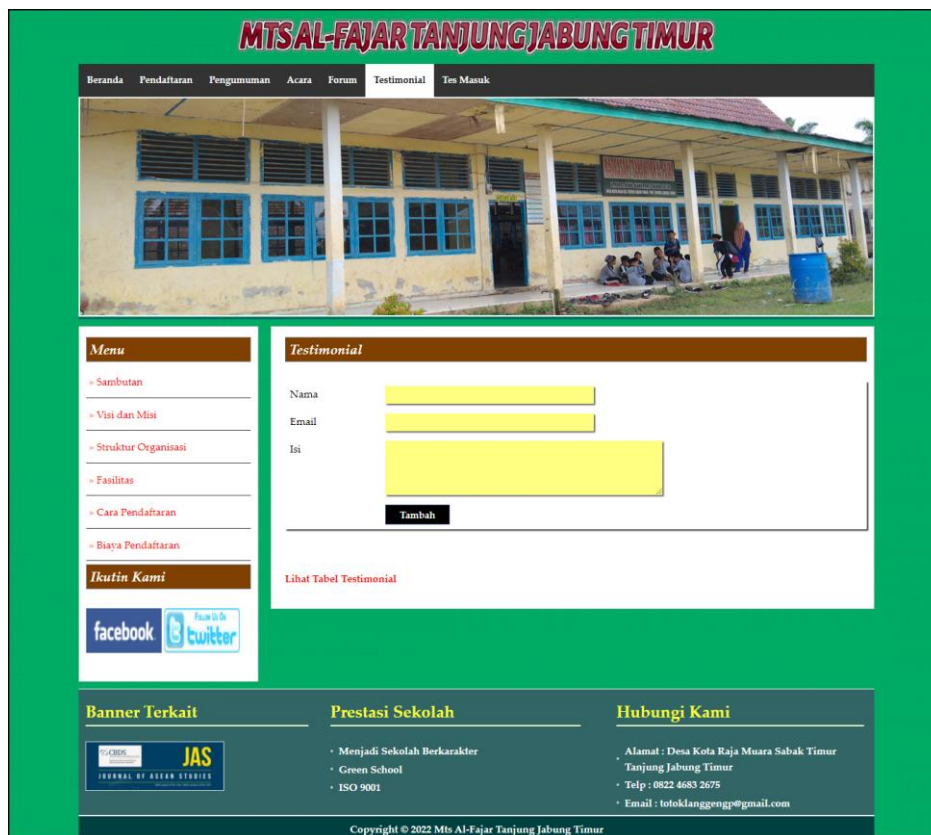 MTS AL-FAJAR TANJUNG JABUNG TIMUR
Beranda Pendaftaran Pengumuman Acara Forum Testimonial Tes Masuk
Menu
» Sambutan
» Visi dan Misi
» Struktur Organisasi
» Fasilitas
» Cara Pendaftaran
» Biaya Pendaftaran
Ikutin Kami
facebook
Follow Us On
twitter
Testimonial
Nama
Email
Isi
Tambah
Lihat Tabel Testimonial
Banner Terkait
CBDS
JAS
JOURNAL OF ASEAN STUDIES
Prestasi Sekolah
Menjadi Sekolah Berkarakter
Green School
ISO 9001
Hubungi Kami
Alamat : Desa Kota Raja Muara Sabak Timur
Tanjung Jabung Timur
Telp : 0822 4683 2675
Email : totoklanggengp@gmail.com
Copyright © 2022 Mts Al-Fajar Tanjung Jabung Timur